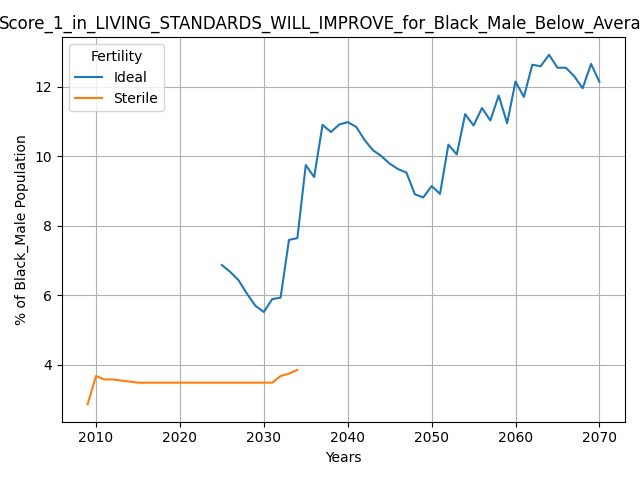 Score_1_in_LIVING_STANDARDS_WILL_IMPROVE_for_Black_Male_Below_Avera
Fertility
Ideal
Sterile
% of Black_Male Population
12
10
8
6
4
2010 2020 2030 2040 2050 2060 2070
Years